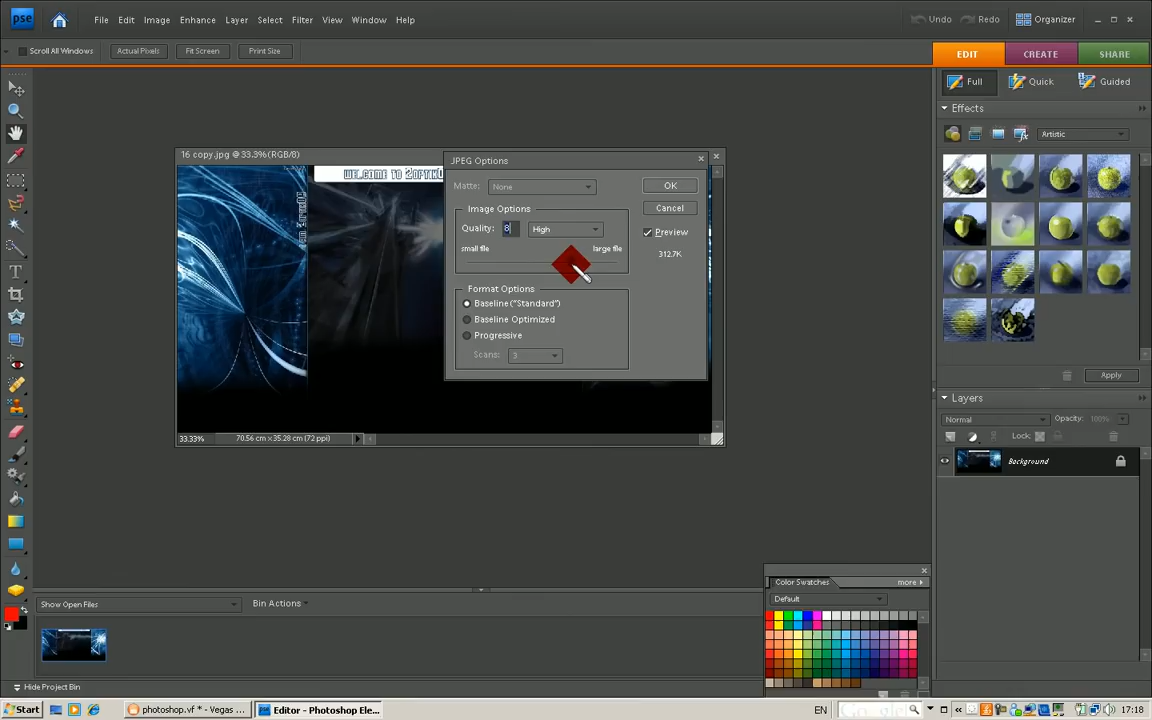 pse File Edit Image Enhance Layer Select Filter View Window Help Undo Redo Organizer
Scroll All Windows Actual Pixels Fit Screen Print Size
EDIT CREATE SHARE
Full Quick Guided
Effects
Artistic
Apply
16 copy.jpg @ 33.3%(RGB/8)
WELCOME TO
33.33% 70.56 cm x 35.28 cm (72 ppi)
JPEG Options
Matte: None OK
Image Options Cancel
Quality: 8 High Preview
small file large file 312.7K
Format Options
Baseline ("Standard")
Baseline Optimized
Progressive
Scans: 3
Layers
Normal Opacity: 100%
Lock:
Background
Color Swatches more
Default
Show Open Files Bin Actions
Hide Project Bin
Start photoshop.vf * - Vegas ... Editor - Photoshop Ele... EN Google 17:18